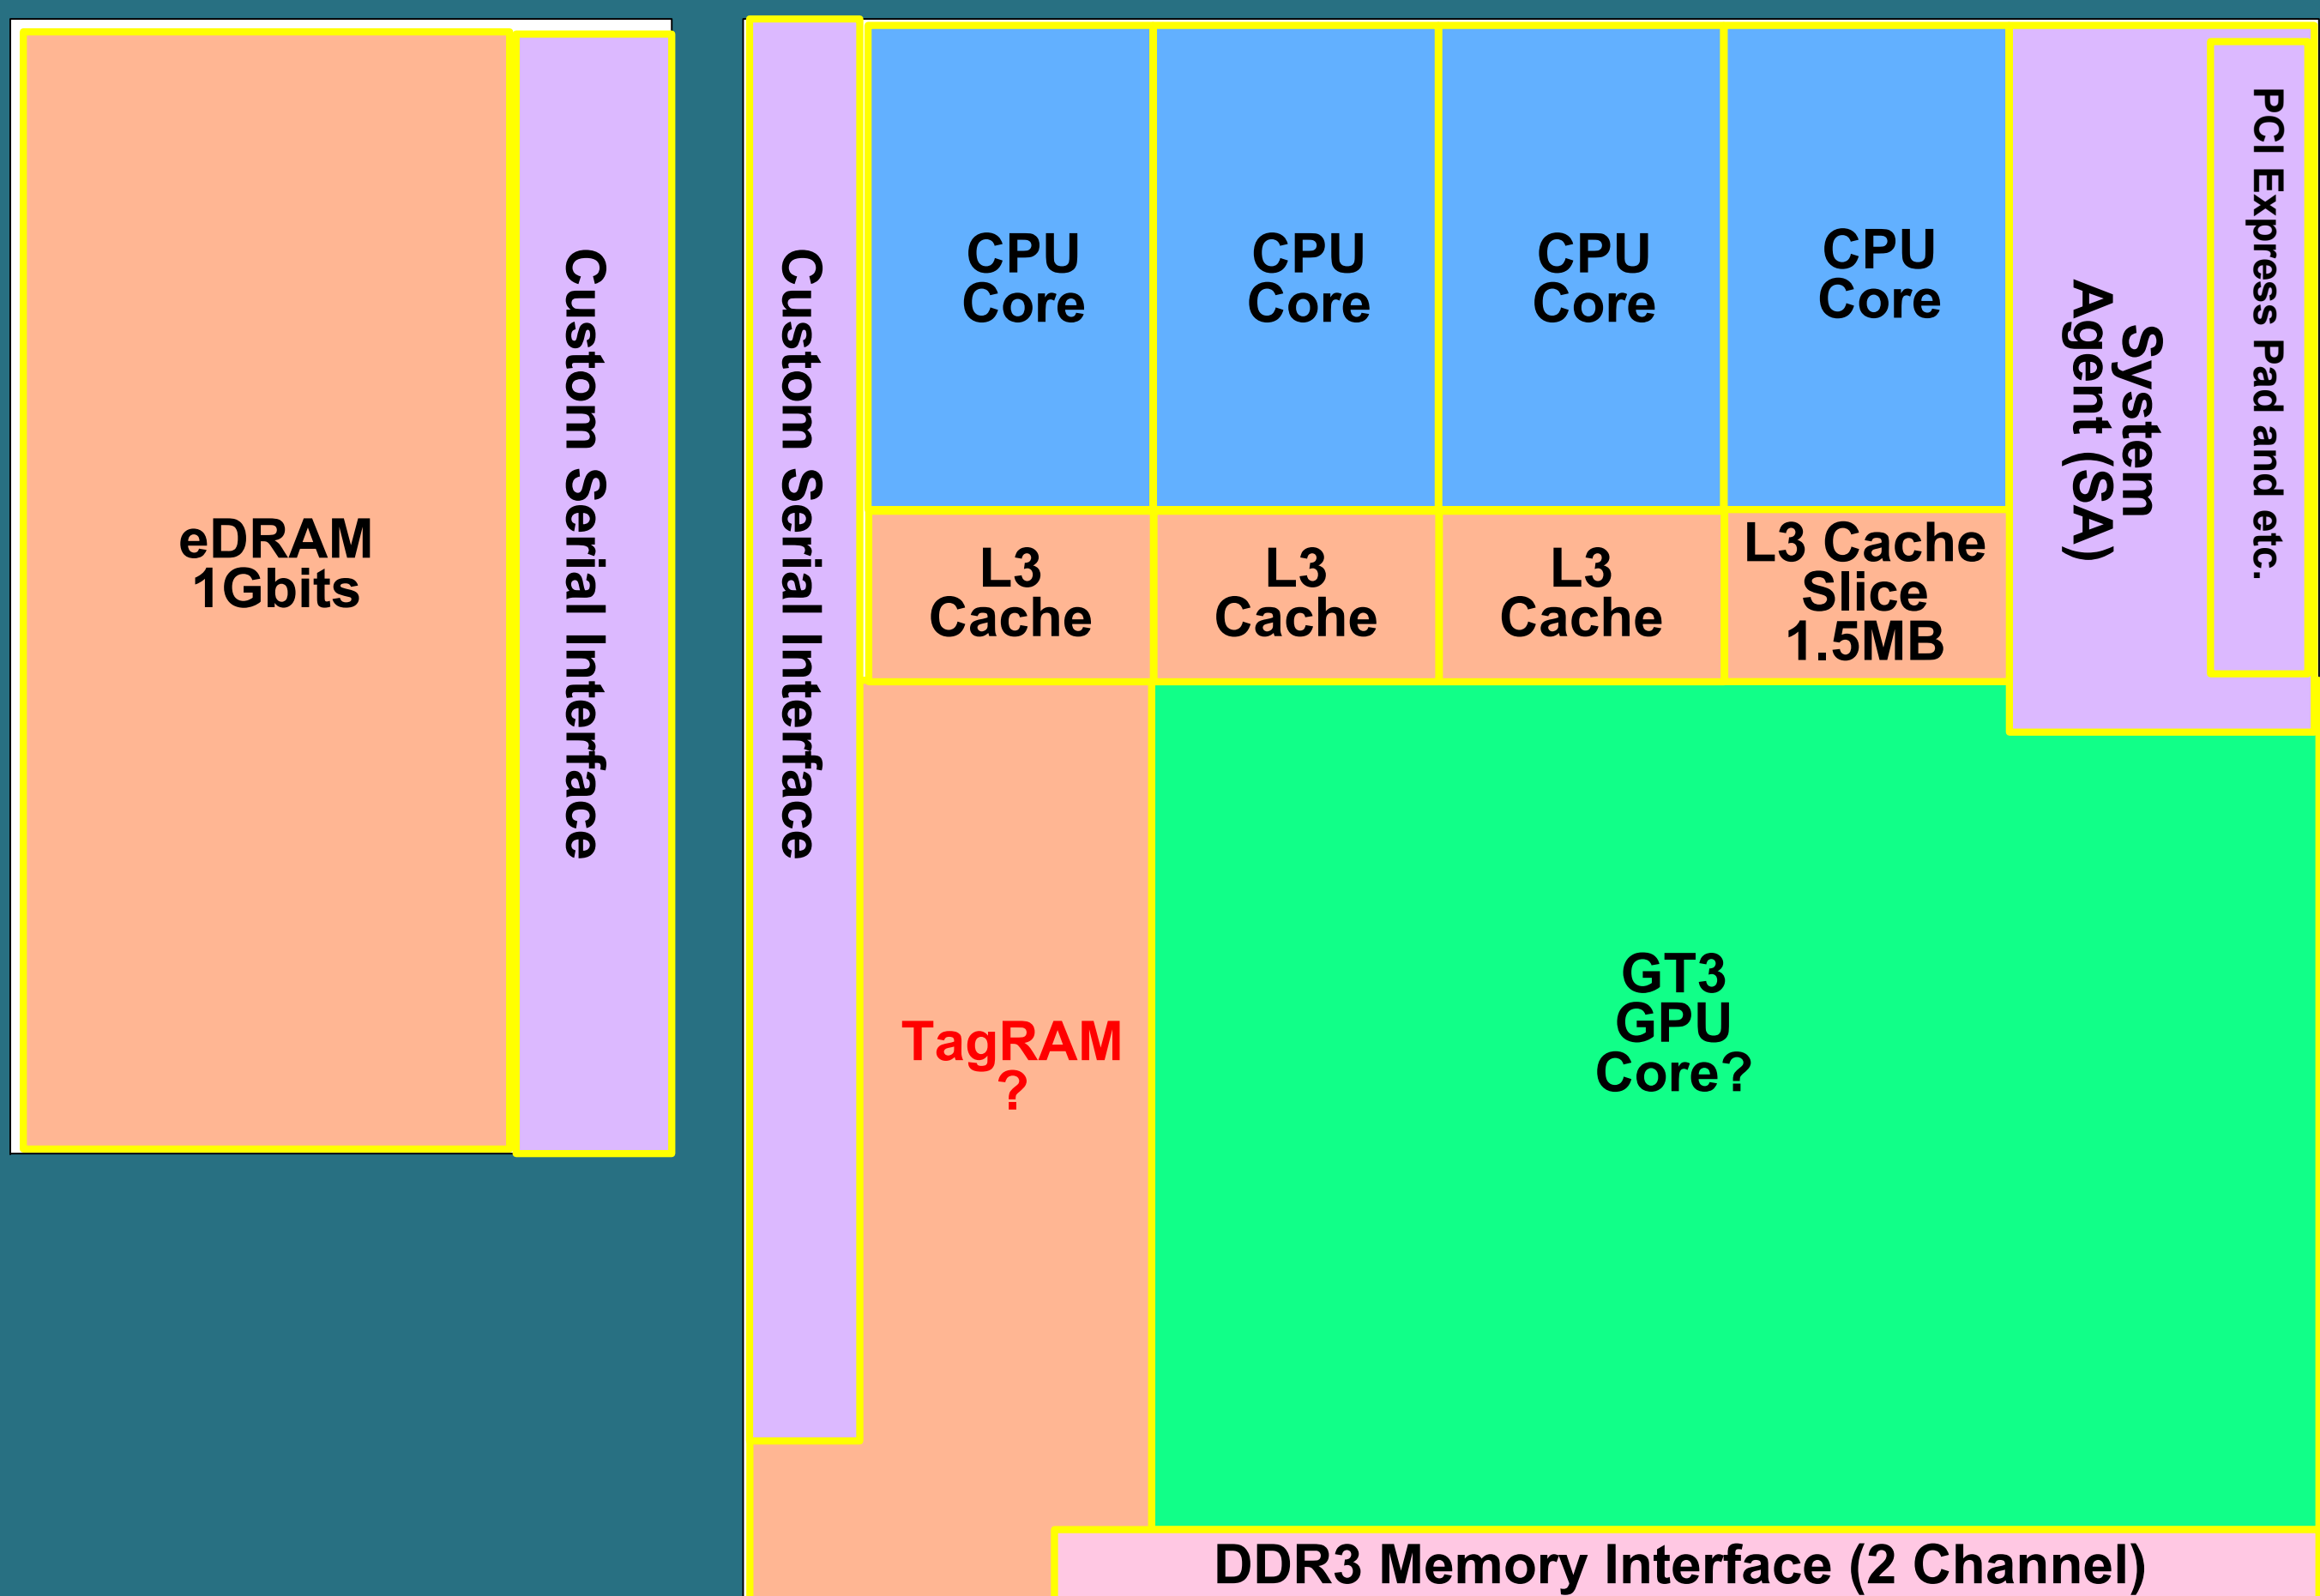 eDRAM
1Gbits
Custom Serial Interface
Custom Serial Interface
CPU
Core
CPU
Core
CPU
Core
CPU
Core
System
Agent (SA)
PCI Express Pad and etc.
L3
Cache
L3
Cache
L3
Cache
L3 Cache
Slice
1.5MB
TagRAM
?
GT3
GPU
Core?
DDR3 Memory Interface (2 Channel)